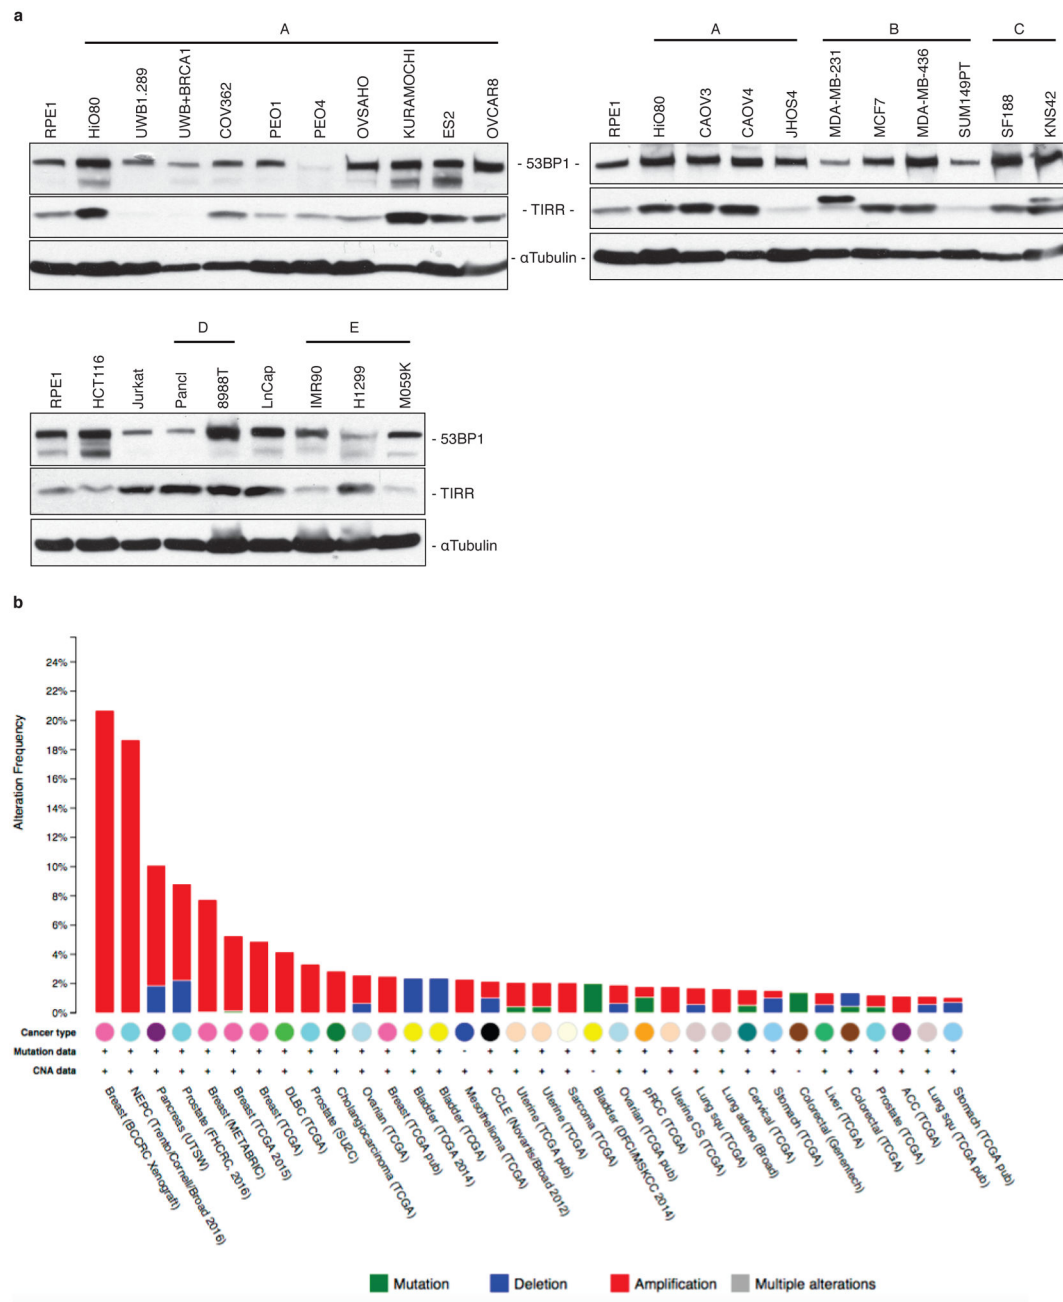 a
A
RPE1
HiO80
UWB1.289
UWB+BRCA1
COV362
PEO1
PEO4
OVSAHO
KURAMOCHI
ES2
OVCAR8
A
B
C
RPE1
HiO80
CAOV3
CAOV4
JHOS4
MDA-MB-231
MCF7
MDA-MB-436
SUM149PT
SF188
KNS42
- 53BP1 -
- TIRR -
- αTubulin -
D
E
RPE1
HCT116
Jurkat
PancI
8988T
LnCap
IMR90
H1299
M059K
- 53BP1
- TIRR
- αTubulin
b
Alteration Frequency
24%
22%
20%
18%
16%
14%
12%
10%
8%
6%
4%
2%
0%
Cancer type
Mutation data + + + + + + + + + + + + + + - + + + + - + + + + + + + - + + + + + +
CNA data + + + + + + + + + + + + + + + + + + + + + + + + + + + + + + + + + +
Breast (BCCRC Xenograft)
NEPC (Trento/Cornell/Broad 2016)
Pancreas (UTSW)
Prostate (FHCRC, 2016)
Breast (METABRIC)
Breast (TCGA 2015)
Breast (TCGA)
DLBC (TCGA)
Prostate (SU2C)
Cholangiocarcinoma (TCGA)
Ovarian (TCGA)
Breast (TCGA pub)
Bladder (TCGA 2014)
Bladder (TCGA)
Mesothelioma (TCGA)
CCLE (Novartis/Broad 2012)
Uterine (TCGA pub)
Uterine (TCGA)
Sarcoma (TCGA)
Bladder (DFCI/MSKCC 2014)
Ovarian (TCGA pub)
pRCC (TCGA)
Uterine CS (TCGA)
Lung squ (TCGA)
Lung adeno (Broad)
Cervical (TCGA)
Stomach (TCGA)
Colorectal (Genentech)
Liver (TCGA)
Colorectal (TCGA)
Prostate (TCGA)
ACC (TCGA)
Lung squ (TCGA pub)
Stomach (TCGA pub)
Mutation
Deletion
Amplification
Multiple alterations